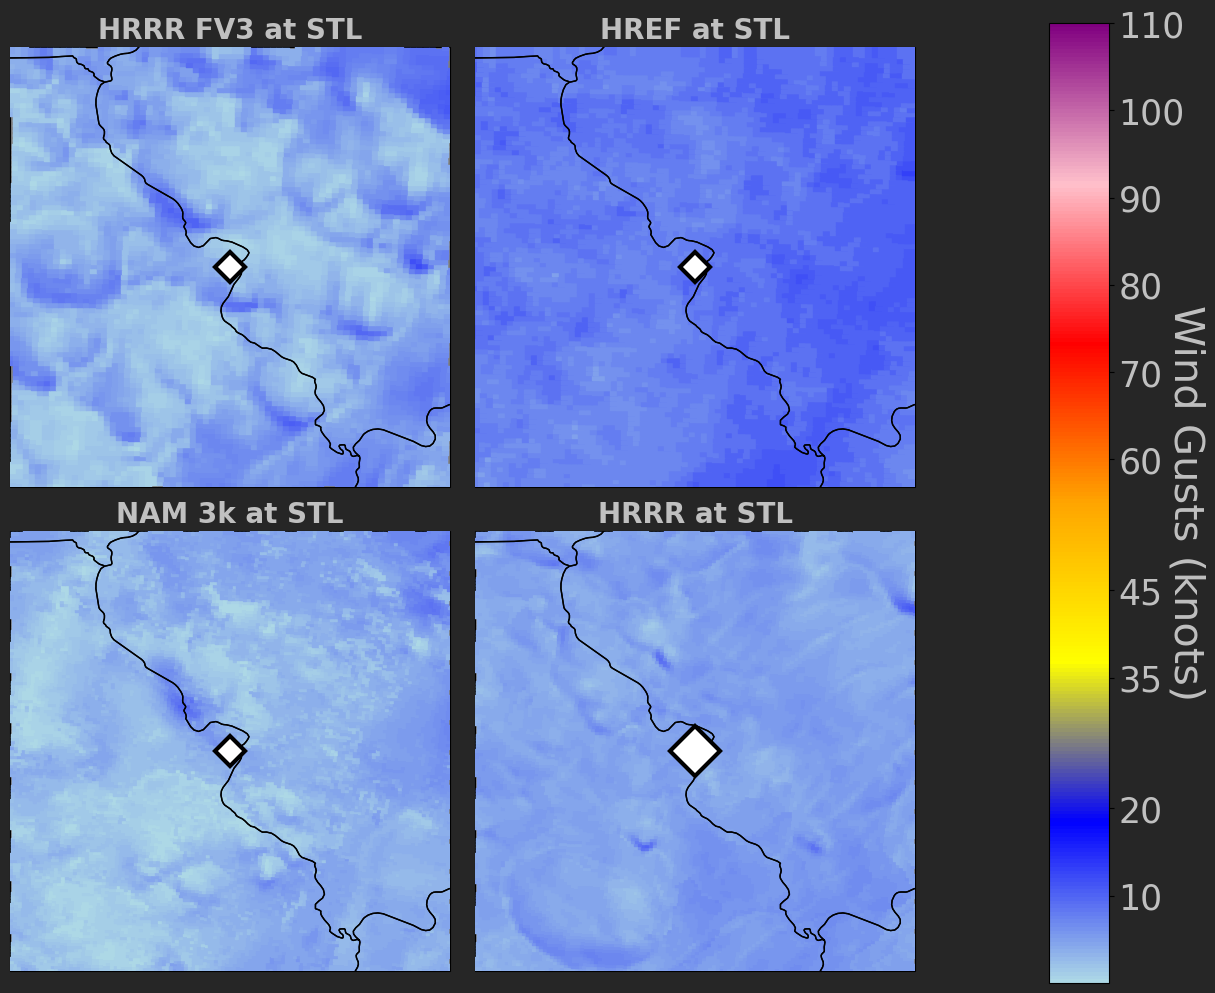 HRRR FV3 at STL
HREF at STL
NAM 3k at STL
HRRR at STL
110
100
90
80
70
60
45
35
20
10
Wind Gusts (knots)